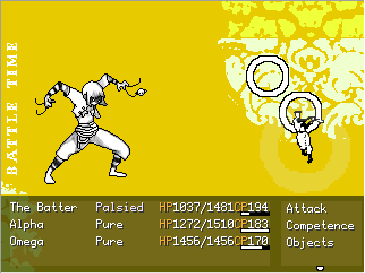 BATTLE TIME
The Batter Palsied HP1037/1481CP194
Alpha Pure HP1272/1510CP183
Omega Pure HP1456/1456CP170
Attack
Competence
Objects